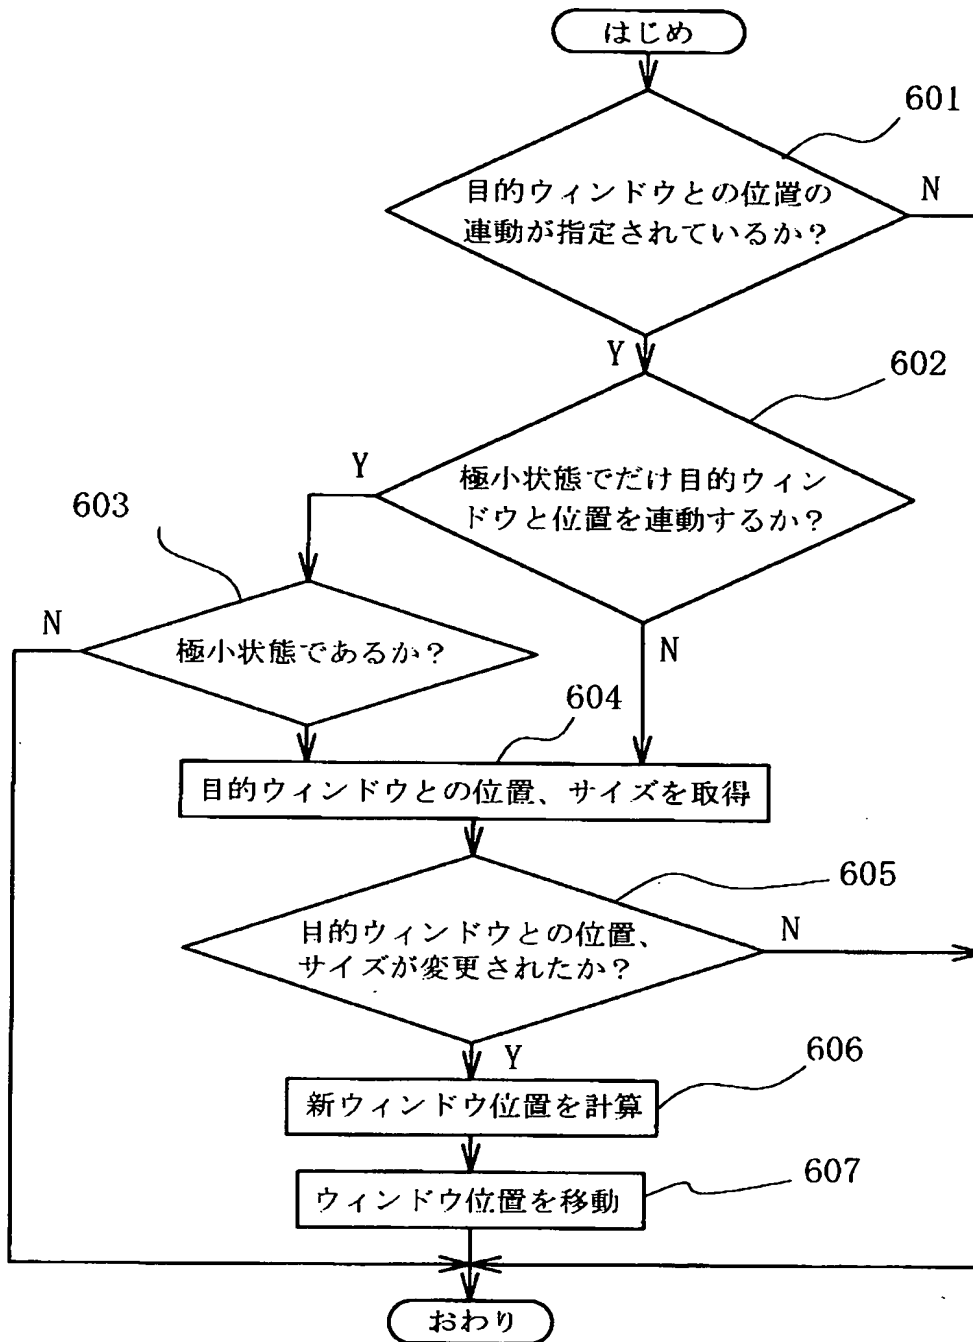 はじめ
601
目的ウィンドウとの位置の
連動が指定されているか？
N
Y
602
極小状態でだけ目的ウィン
ドウと位置を連動するか？
Y
603
N
極小状態であるか？
N
604
目的ウィンドウとの位置、サイズを取得
605
目的ウィンドウとの位置、
サイズが変更されたか？
N
Y
606
新ウィンドウ位置を計算
607
ウィンドウ位置を移動
おわり